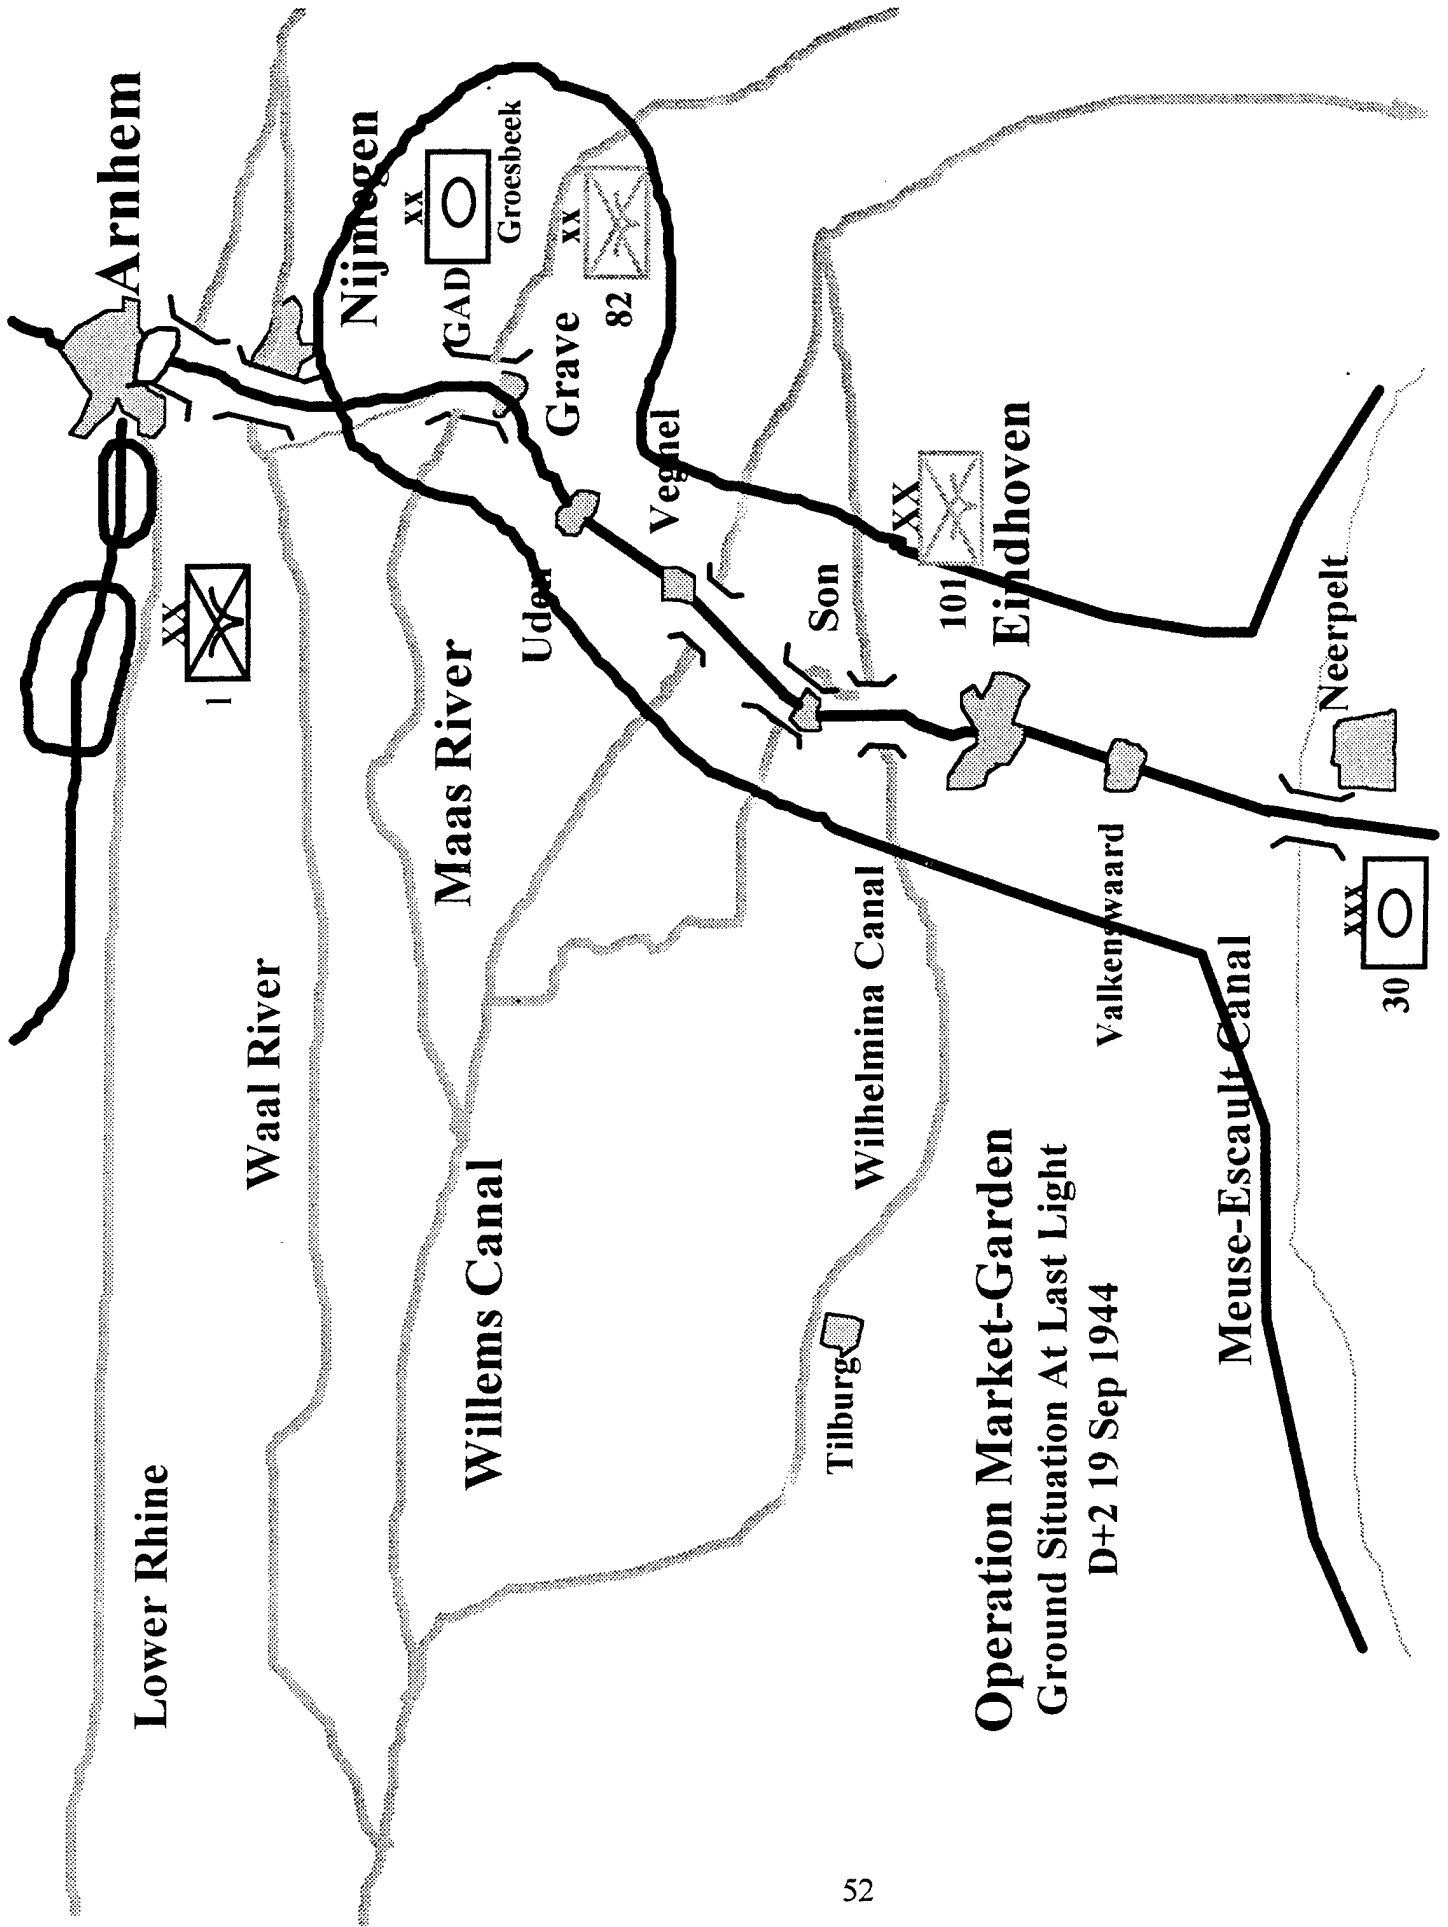 Arnhem
Nijmegen
XX
GAD
Groesbeek
XX
82
Grave
Veghel
Uden
XX
1
Lower Rhine
Waal River
Maas River
Willems Canal
Son
XX
101
Eindhoven
Wilhelmina Canal
Tilburg
Valkenswaard
Neerpelt
Meuse-Escault Canal
XXX
30
Operation Market-Garden
Ground Situation At Last Light
D+2 19 Sep 1944
52